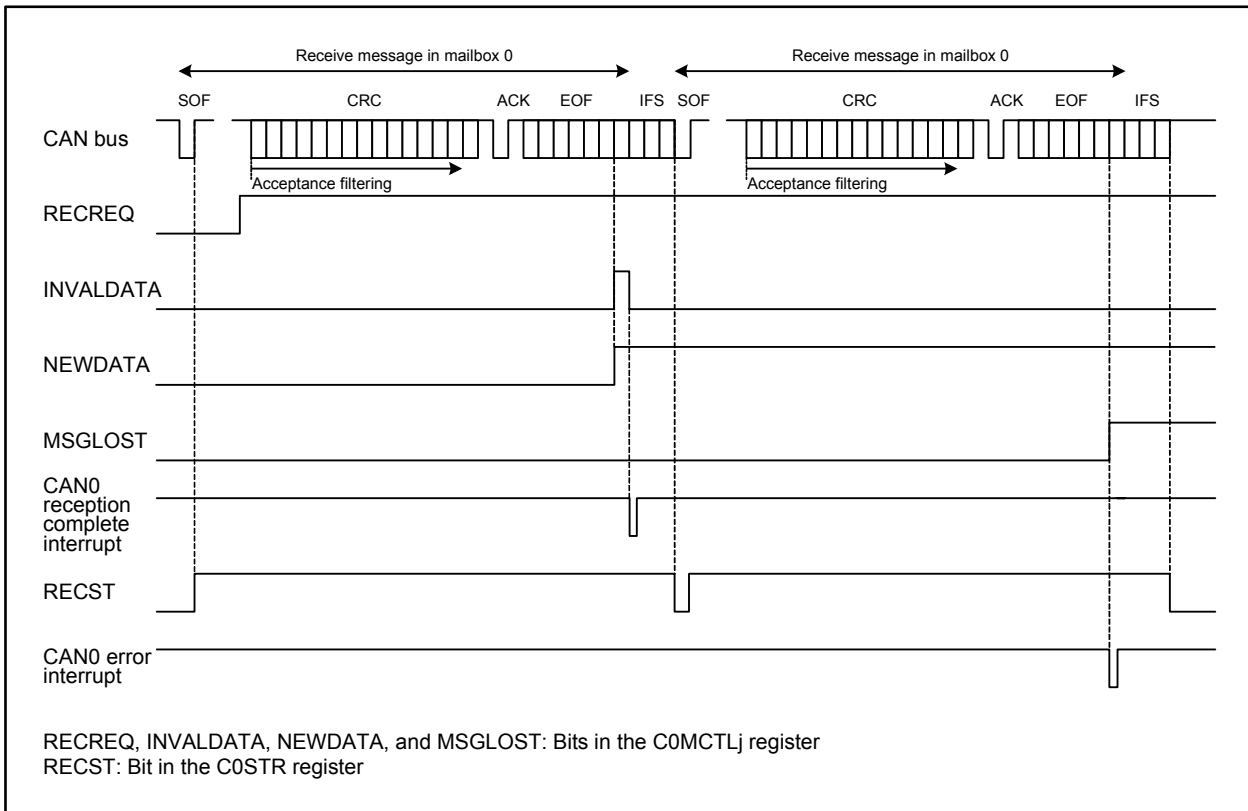 Receive message in mailbox 0 Receive message in mailbox 0
SOF CRC ACK EOF IFS SOF CRC ACK EOF IFS
CAN bus
Acceptance filtering Acceptance filtering
RECREQ
INVALDATA
NEWDATA
MSGLOST
CAN0
reception
complete
interrupt
RECST
CAN0 error
interrupt
RECREQ, INVALDATA, NEWDATA, and MSGLOST: Bits in the C0MCTLj register
RECST: Bit in the C0STR register